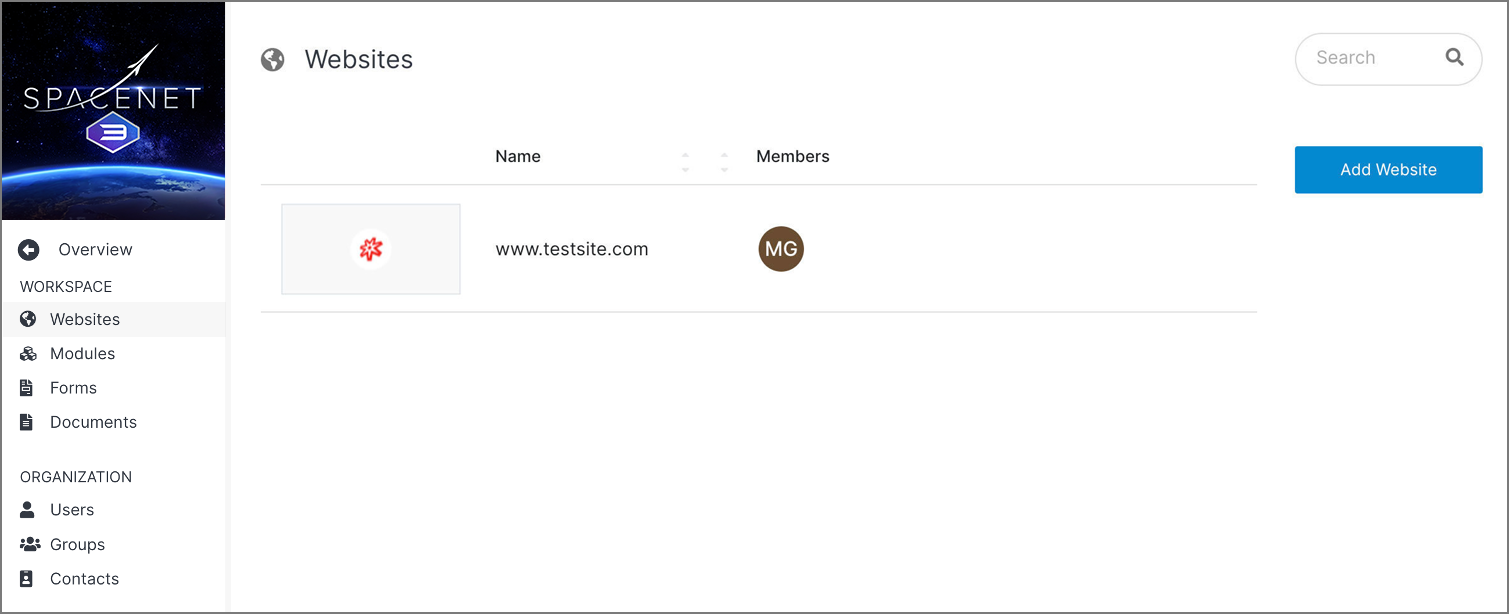 SPACENET
3
Overview
WORKSPACE
Websites
Modules
Forms
Documents
ORGANIZATION
Users
Groups
Contacts
Websites
Search
Name Members
Add Website
www.testsite.com MG